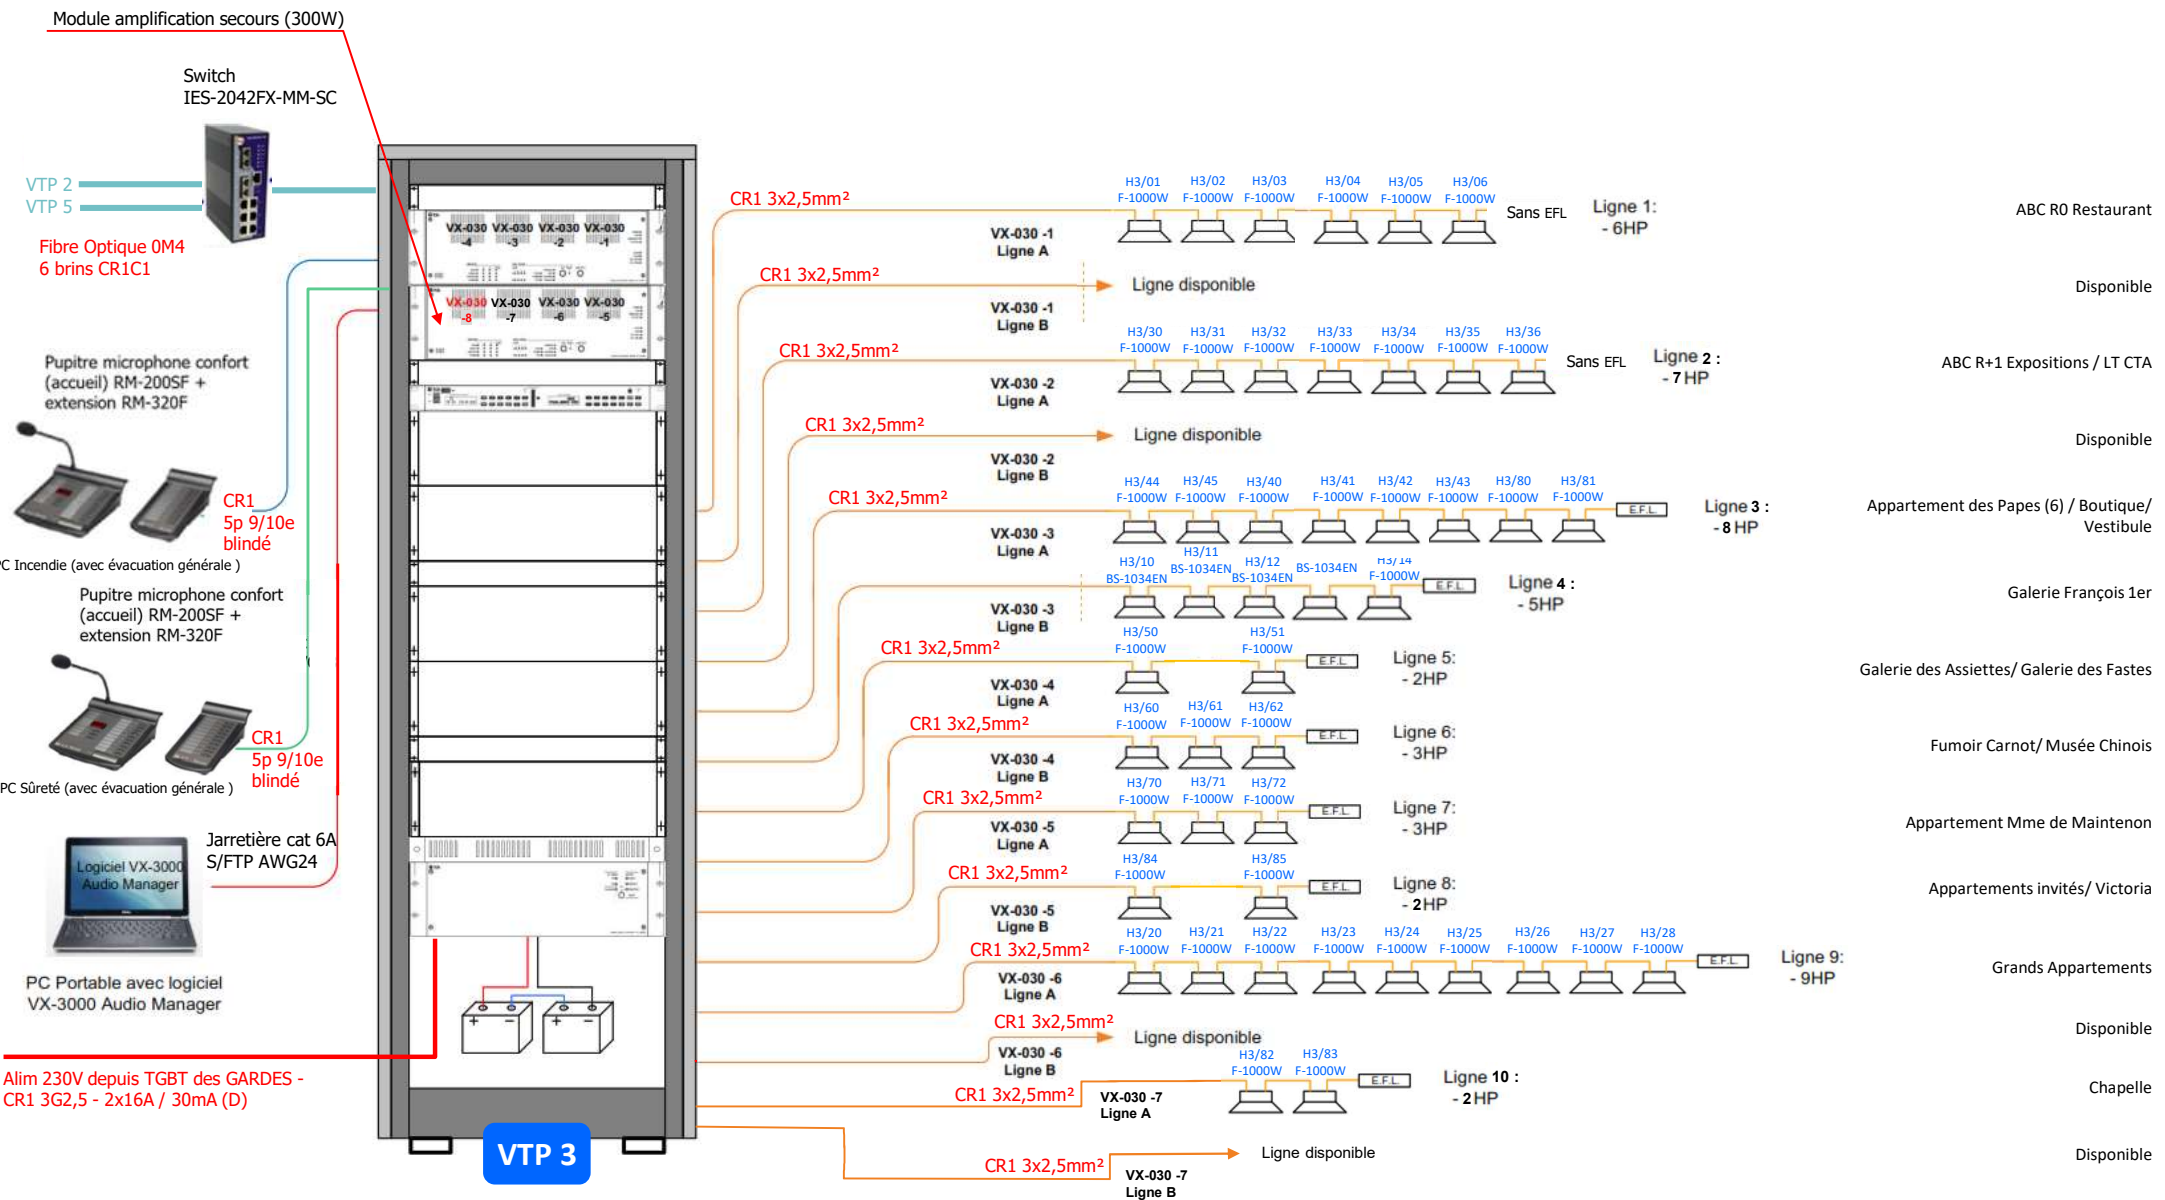 Module amplification secours (300W)
Switch
IES-2042FX-MM-SC
VTP 2
VTP 5
Fibre Optique 0M4
6 brins CR1C1
Pupitre microphone confort
(accueil) RM-200SF +
extension RM-320F
CR1
5p 9/10e
blindé
C Incendie (avec évacuation générale )
Pupitre microphone confort
(accueil) RM-200SF +
extension RM-320F
CR1
5p 9/10e
blindé
PC Sûreté (avec évacuation générale )
Jarretière cat 6A
S/FTP AWG24
Logiciel VX-3000
Audio Manager
PC Portable avec logiciel
VX-3000 Audio Manager
Alim 230V depuis TGBT des GARDES -
CR1 3G2,5 - 2x16A / 30mA (D)
VX-030 VX-030 VX-030 VX-030
-4 -3 -2 -1
VX-030 VX-030 VX-030 VX-030
-8 -7 -6 -5
+ − + −
VTP 3
CR1 3x2,5mm²
VX-030 -1
Ligne A
H3/01 H3/02 H3/03 H3/04 H3/05 H3/06
F-1000W F-1000W F-1000W F-1000W F-1000W F-1000W
Sans EFL
Ligne 1:
- 6HP
ABC R0 Restaurant
CR1 3x2,5mm²
VX-030 -1
Ligne B
Ligne disponible
Disponible
CR1 3x2,5mm²
VX-030 -2
Ligne A
H3/30 H3/31 H3/32 H3/33 H3/34 H3/35 H3/36
F-1000W F-1000W F-1000W F-1000W F-1000W F-1000W F-1000W
Sans EFL
Ligne 2 :
- 7 HP
ABC R+1 Expositions / LT CTA
CR1 3x2,5mm²
VX-030 -2
Ligne B
Ligne disponible
Disponible
CR1 3x2,5mm²
VX-030 -3
Ligne A
H3/44 H3/45 H3/40 H3/41 H3/42 H3/43 H3/80 H3/81
F-1000W F-1000W F-1000W F-1000W F-1000W F-1000W F-1000W F-1000W
E.F.L.
Ligne 3 :
- 8 HP
Appartement des Papes (6) / Boutique/
Vestibule
VX-030 -3
Ligne B
H3/10 H3/11 H3/12 H3/14
BS-1034EN BS-1034EN BS-1034EN BS-1034EN F-1000W
E.F.L.
Ligne 4 :
- 5HP
Galerie François 1er
CR1 3x2,5mm²
VX-030 -4
Ligne A
H3/50 H3/51
F-1000W F-1000W
E.F.L.
Ligne 5:
- 2HP
Galerie des Assiettes/ Galerie des Fastes
CR1 3x2,5mm²
VX-030 -4
Ligne B
H3/60 H3/61 H3/62
F-1000W F-1000W F-1000W
E.F.L.
Ligne 6:
- 3HP
Fumoir Carnot/ Musée Chinois
CR1 3x2,5mm²
VX-030 -5
Ligne A
H3/70 H3/71 H3/72
F-1000W F-1000W F-1000W
E.F.L.
Ligne 7:
- 3HP
Appartement Mme de Maintenon
CR1 3x2,5mm²
VX-030 -5
Ligne B
H3/84 H3/85
F-1000W F-1000W
E.F.L.
Ligne 8:
- 2 HP
Appartements invités/ Victoria
CR1 3x2,5mm²
VX-030 -6
Ligne A
H3/20 H3/21 H3/22 H3/23 H3/24 H3/25 H3/26 H3/27 H3/28
F-1000W F-1000W F-1000W F-1000W F-1000W F-1000W F-1000W F-1000W F-1000W
E.F.L.
Ligne 9:
- 9HP
Grands Appartements
CR1 3x2,5mm²
VX-030 -6
Ligne B
Ligne disponible
Disponible
CR1 3x2,5mm²
VX-030 -7
Ligne A
H3/82 H3/83
F-1000W F-1000W
E.F.L.
Ligne 10 :
- 2 HP
Chapelle
CR1 3x2,5mm²
VX-030 -7
Ligne B
Ligne disponible
Disponible